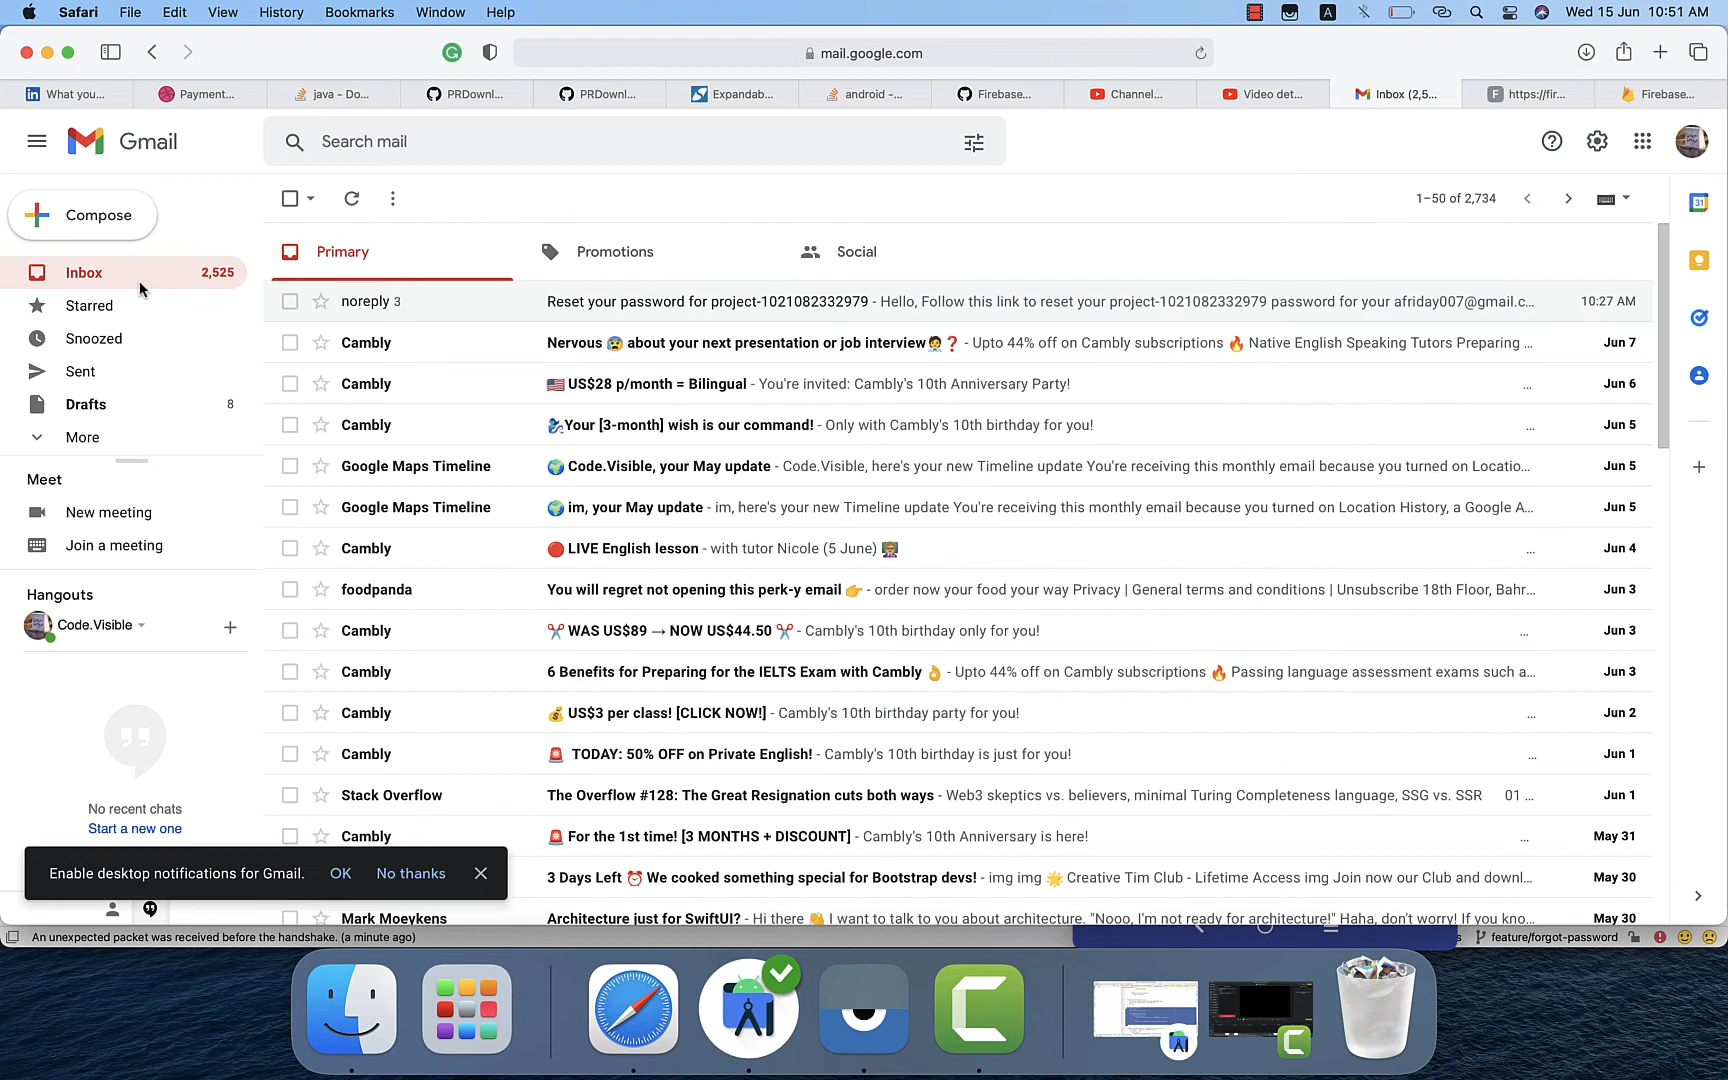 Safari File Edit View History Bookmarks Window Help A Wed 15 Jun 10:51 AM
mail.google.com
What you... Payment... java - Do... PRDownl... PRDownl... Expandab... android -... Firebase... Channel... Video det... Inbox (2,5... https://fir... Firebase...
Gmail Search mail
Compose 1–50 of 2,734
Primary Promotions Social
Inbox 2,525
Starred
Snoozed
Sent
Drafts 8
More
Meet
New meeting
Join a meeting
Hangouts
Code.Visible
No recent chats
Start a new one
noreply 3 Reset your password for project-1021082332979 - Hello, Follow this link to reset your project-1021082332979 password for your afriday007@gmail.c... 10:27 AM
Cambly Nervous 😰 about your next presentation or job interview🧑‍💼❓ - Upto 44% off on Cambly subscriptions 🔥 Native English Speaking Tutors Preparing ... Jun 7
Cambly 🇺🇸 US$28 p/month = Bilingual - You're invited: Cambly's 10th Anniversary Party! ... Jun 6
Cambly 🧞Your [3-month] wish is our command! - Only with Cambly's 10th birthday for you! ... Jun 5
Google Maps Timeline 🌍 Code.Visible, your May update - Code.Visible, here's your new Timeline update You're receiving this monthly email because you turned on Locatio... Jun 5
Google Maps Timeline 🌍 im, your May update - im, here's your new Timeline update You're receiving this monthly email because you turned on Location History, a Google A... Jun 5
Cambly 🔴 LIVE English lesson - with tutor Nicole (5 June) 👩‍🏫 ... Jun 4
foodpanda You will regret not opening this perk-y email 👉 - order now your food your way Privacy | General terms and conditions | Unsubscribe 18th Floor, Bahr... Jun 3
Cambly ✂️ WAS US$89 → NOW US$44.50 ✂️ - Cambly's 10th birthday only for you! ... Jun 3
Cambly 6 Benefits for Preparing for the IELTS Exam with Cambly 👌 - Upto 44% off on Cambly subscriptions 🔥 Passing language assessment exams such a... Jun 3
Cambly 💰 US$3 per class! [CLICK NOW!] - Cambly's 10th birthday party for you! ... Jun 2
Cambly 🚨 TODAY: 50% OFF on Private English! - Cambly's 10th birthday is just for you! ... Jun 1
Stack Overflow The Overflow #128: The Great Resignation cuts both ways - Web3 skeptics vs. believers, minimal Turing Completeness language, SSG vs. SSR 01 ... Jun 1
Cambly 🚨 For the 1st time! [3 MONTHS + DISCOUNT] - Cambly's 10th Anniversary is here! ... May 31
3 Days Left ⏰ We cooked something special for Bootstrap devs! - img img 🌟 Creative Tim Club - Lifetime Access img Join now our Club and downl... May 30
Mark Moeykens Architecture just for SwiftUI? - Hi there 👋 I want to talk to you about architecture. "Nooo, I'm not ready for architecture!" Haha, don't worry! If you kno... May 30
Enable desktop notifications for Gmail. OK No thanks
31
An unexpected packet was received before the handshake. (a minute ago) s feature/forgot-password